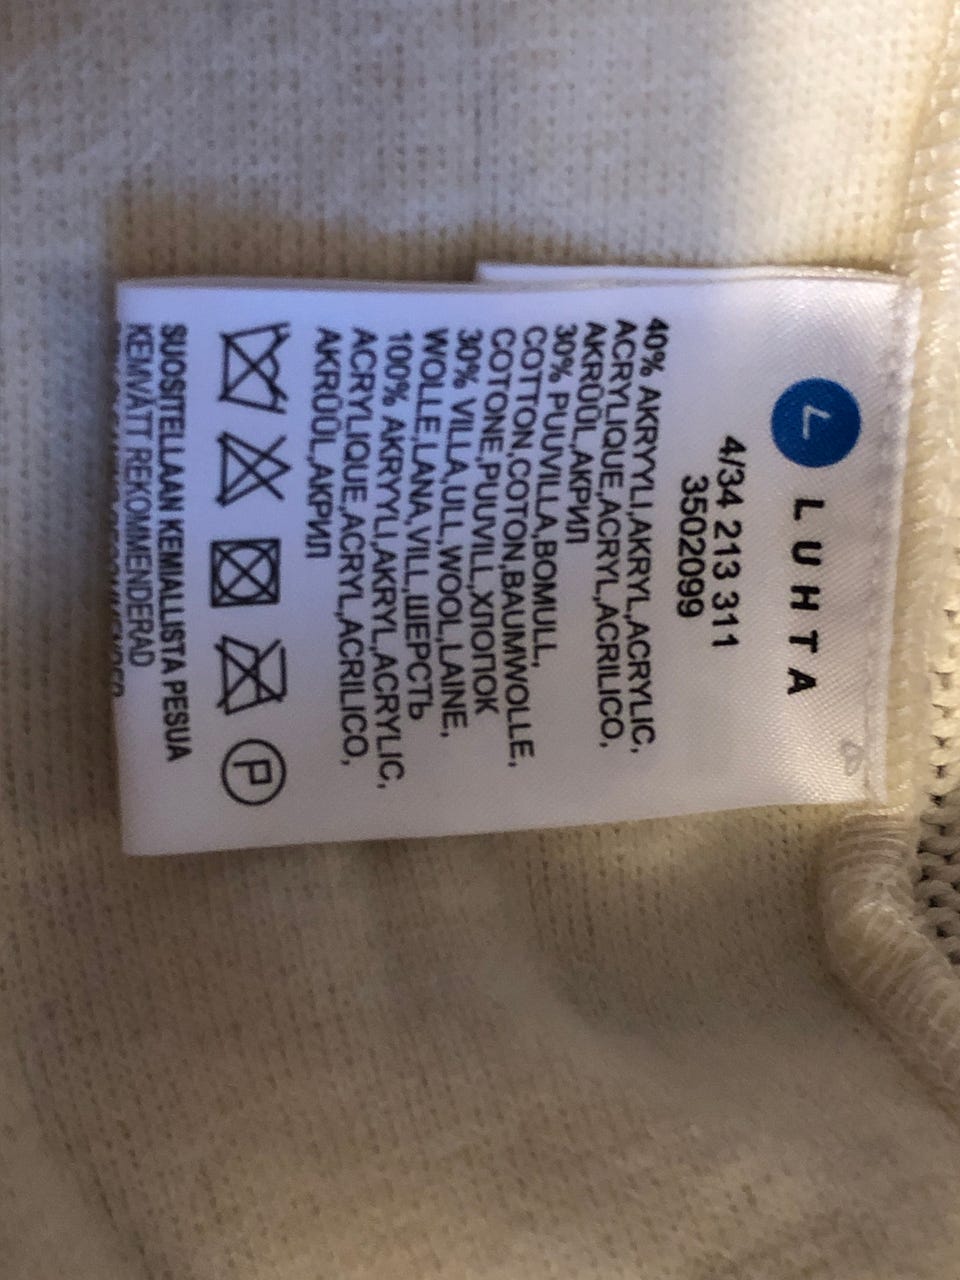 L LUHTA
4/34 213 311
3502099
40% AKRYYLI,AKRYL,ACRYLIC,
ACRYLIQUE,ACRYL,ACRILICO,
AKRÜÜL,АКРИЛ
30% PUUVILLA,BOMULL,
COTTON,COTON,BAUMWOLLE,
COTONE,PUUVILL,ХЛОПОК
30% VILLA,ULL,WOOL,LAINE,
WOLLE,LANA,VILL,ШЕРСТЬ
100% AKRYYLI,AKRYL,ACRYLIC,
ACRYLIQUE,ACRYL,ACRILICO,
AKRÜÜL,АКРИЛ
P
SUOSITELLAAN KEMIALLISTA PESUA
KEMVÄTT REKOMMENDERAD